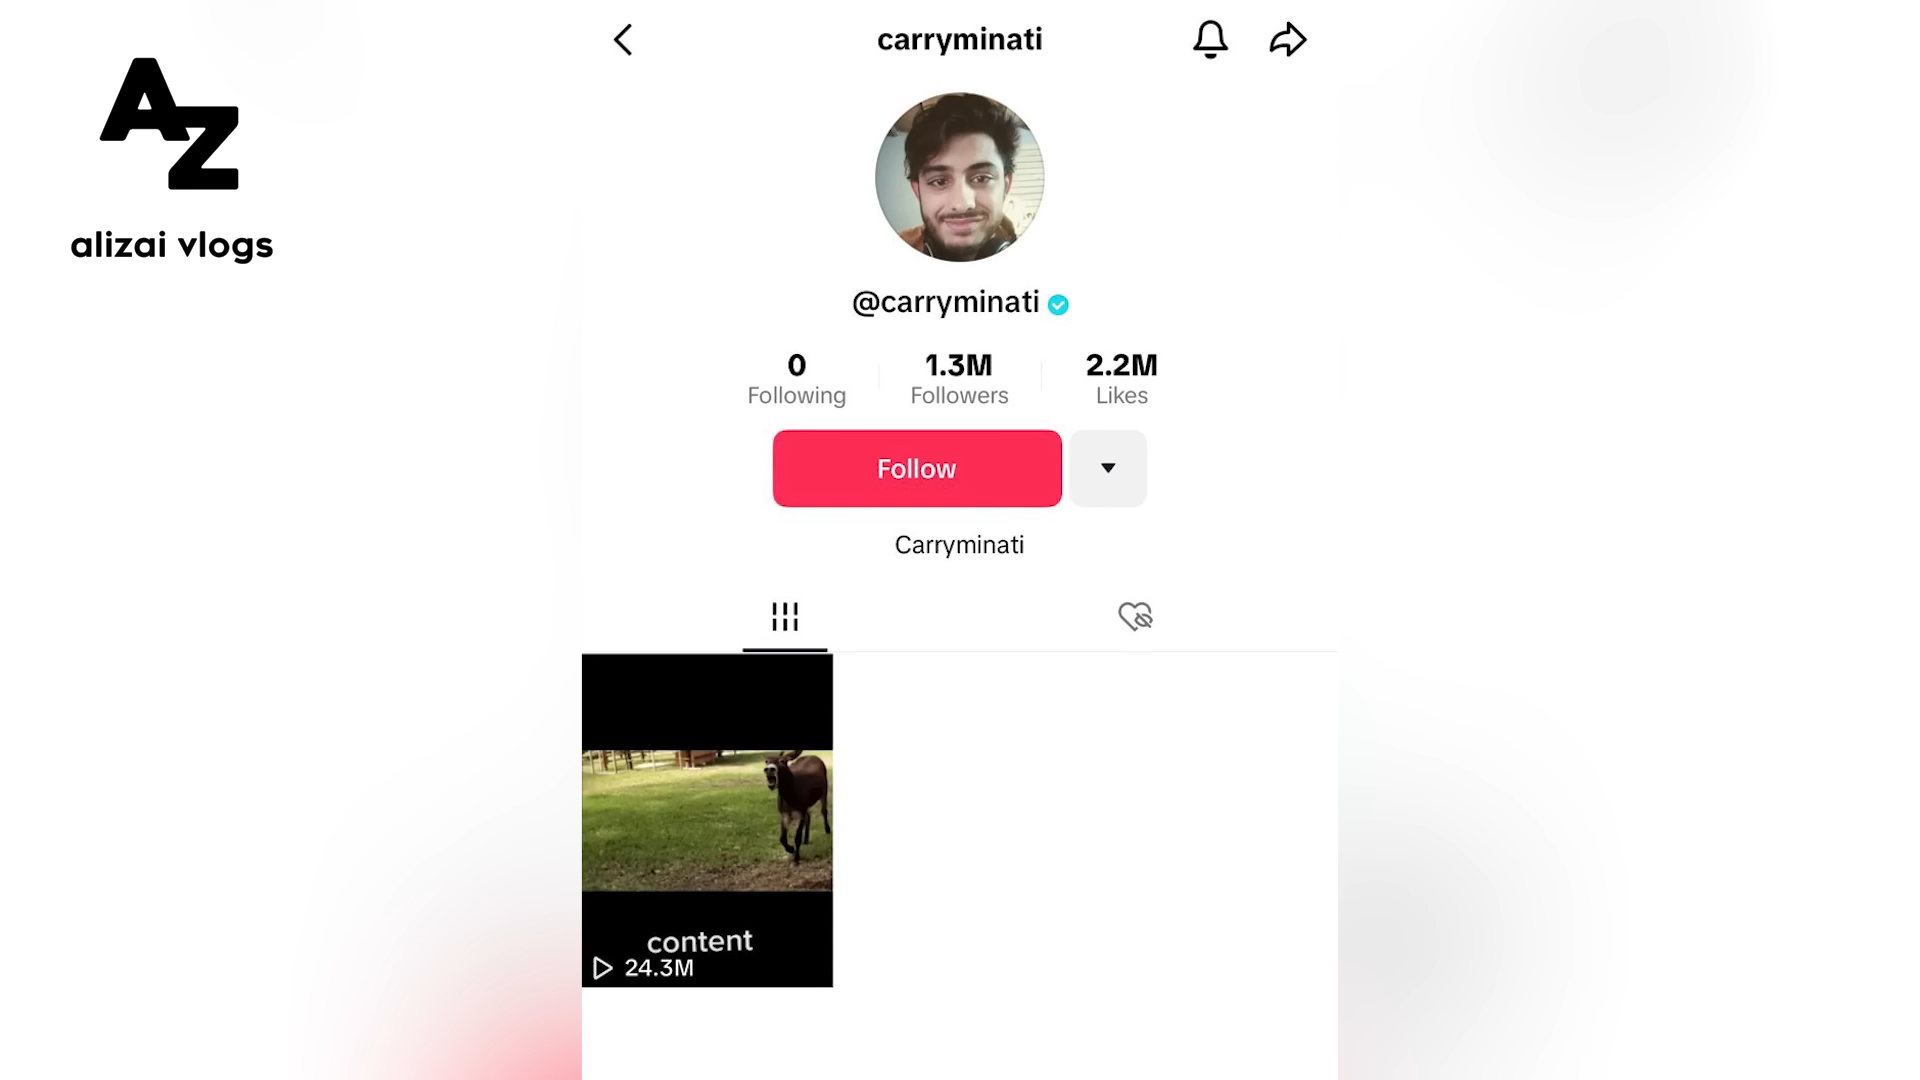 AZ
alizai vlogs
carryminati
@carryminati
0
Following
1.3M
Followers
2.2M
Likes
Follow
Carryminati
content
24.3M